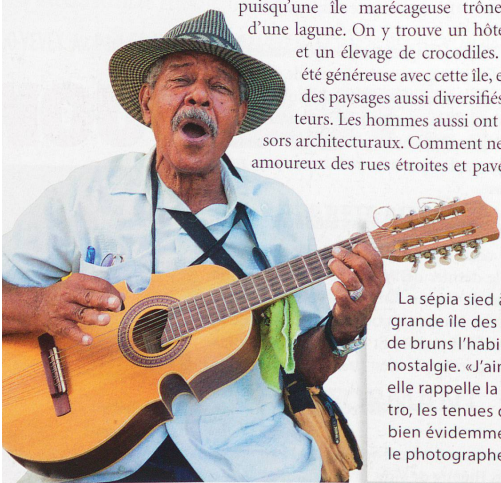 puisqu'une île marécageuse trône
d'une lagune. On y trouve un hôte
et un élevage de crocodiles.
été généreuse avec cette île, e
des paysages aussi diversifiés
teurs. Les hommes aussi ont
sors architecturaux. Comment ne
amoureux des rues étroites et pave
La sépia sied à
grande île des
de bruns l'habi
nostalgie. «J'air
elle rappelle la
tro, les tenues
bien évidemme
le photographe